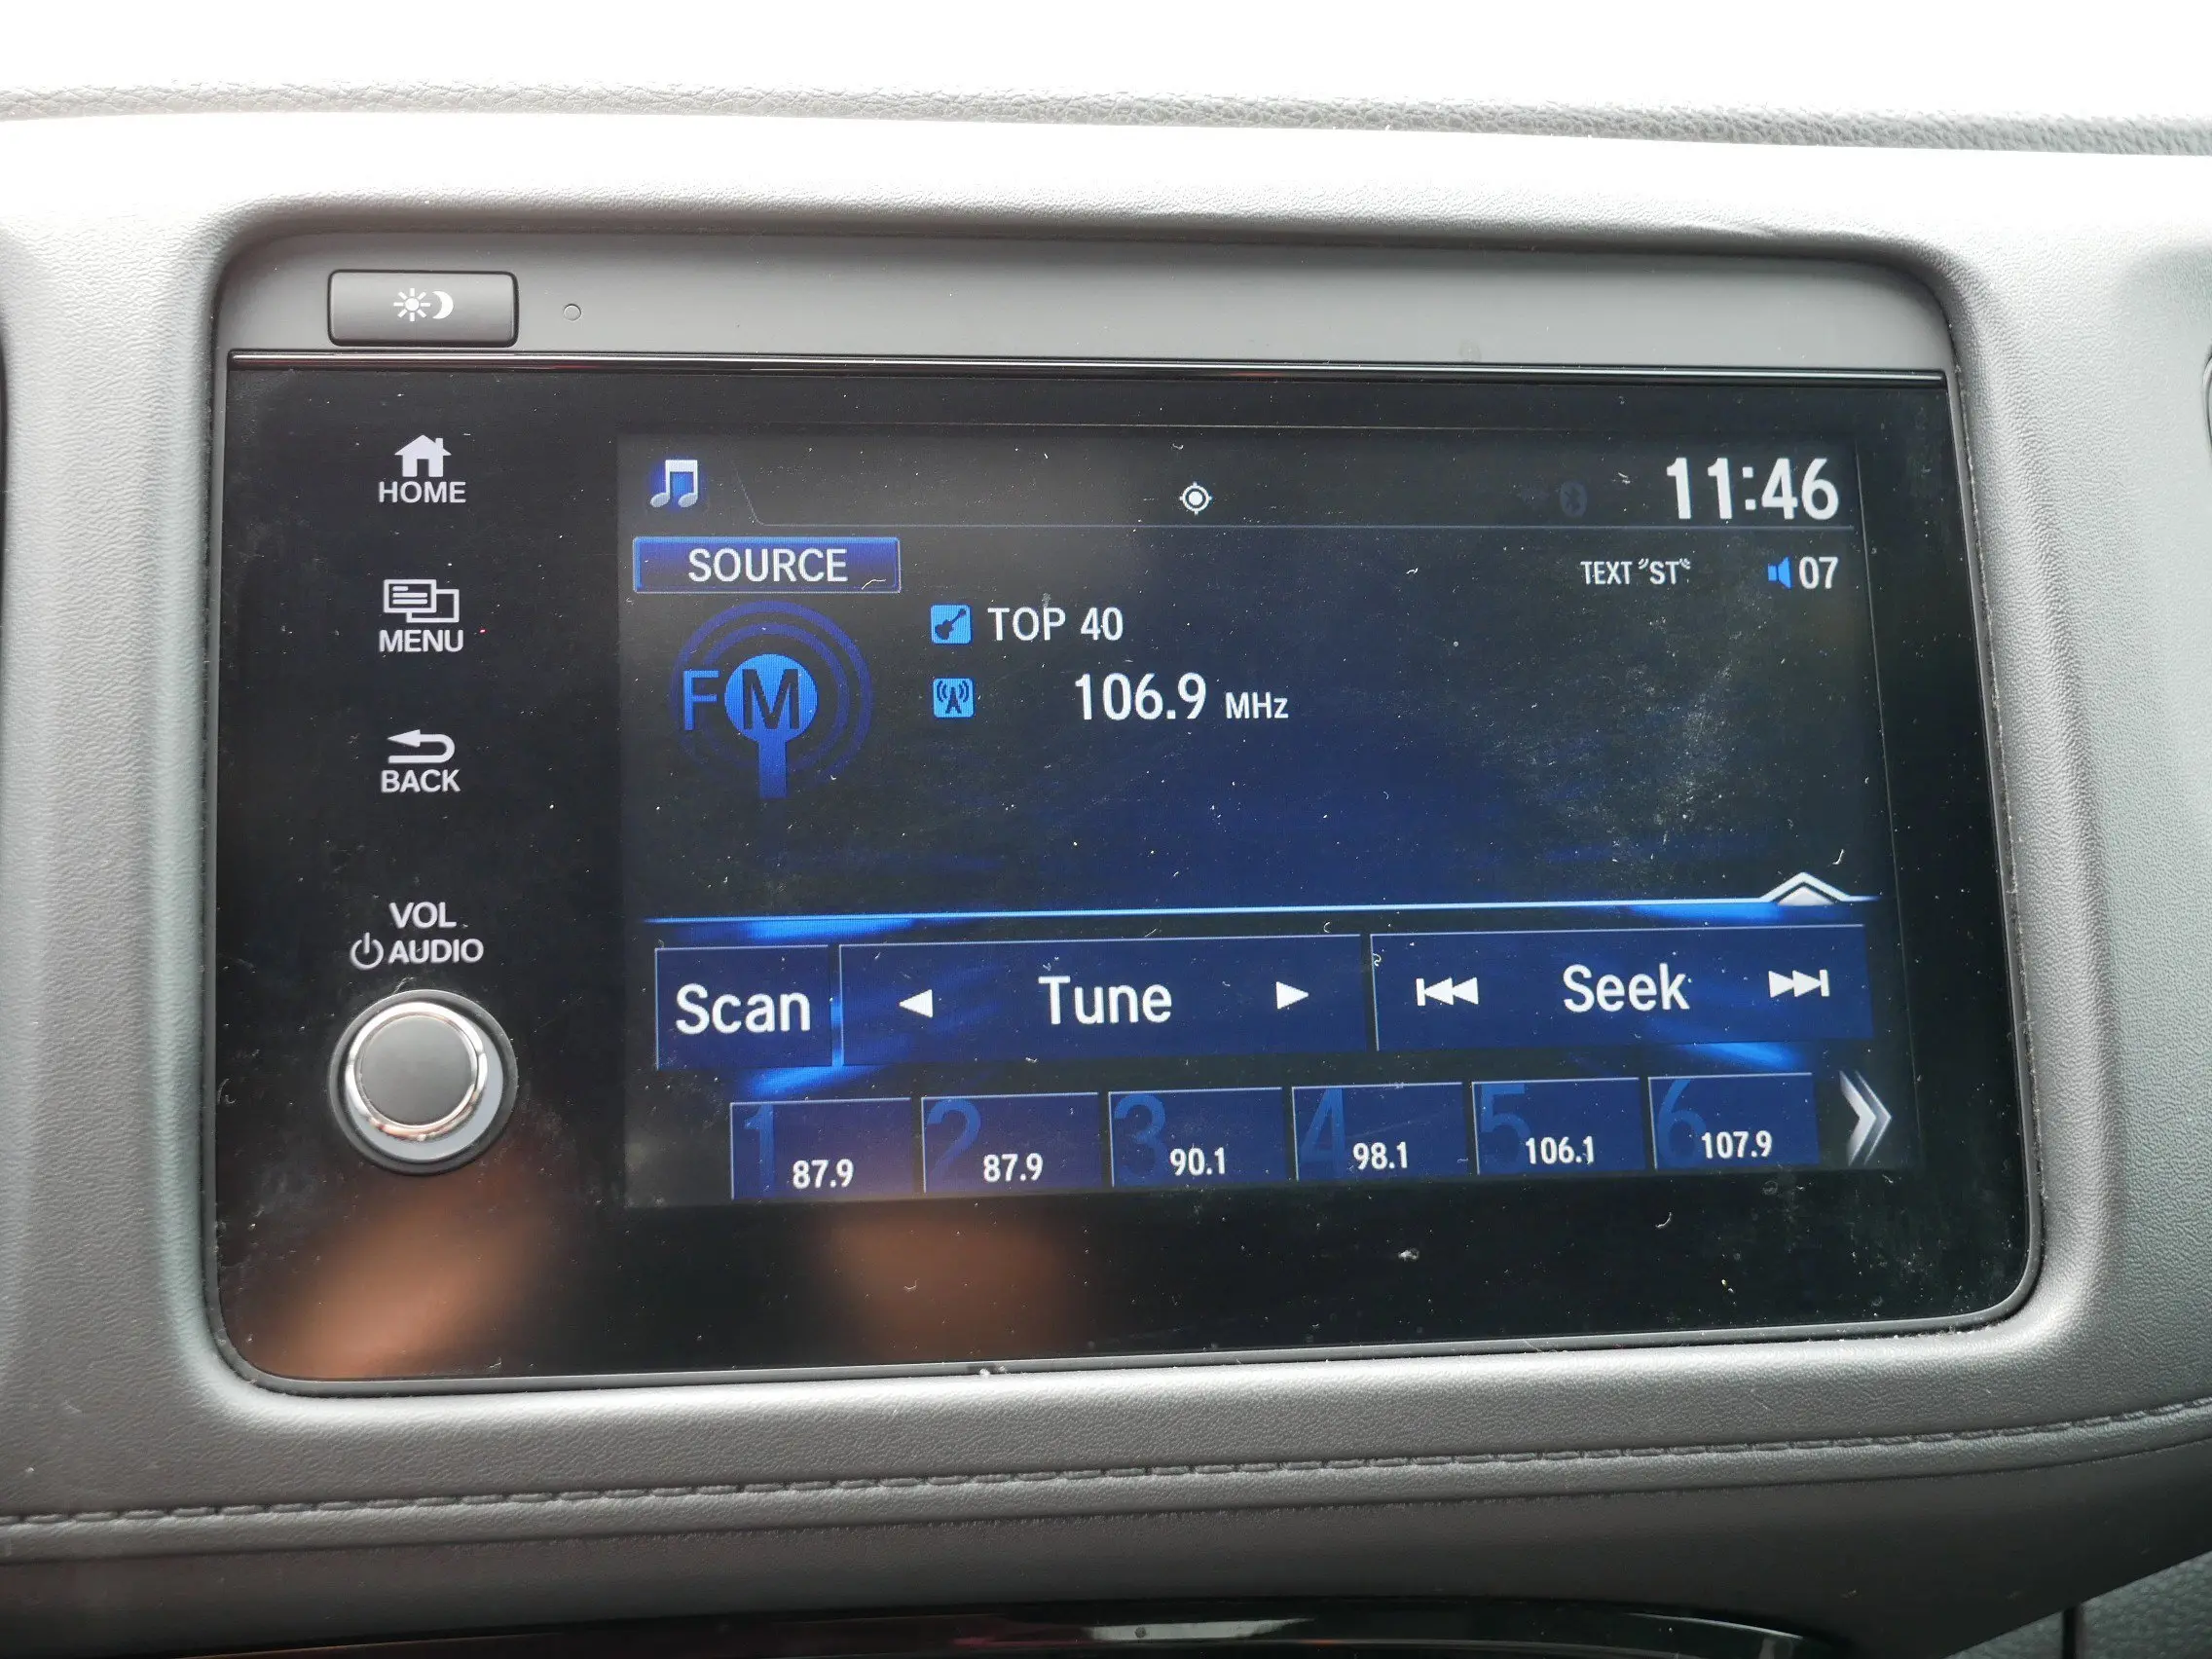 HOME
MENU
BACK
VOL
AUDIO
11:46
SOURCE
TEXT "ST"
07
FM
TOP 40
106.9 MHz
Scan
Tune
Seek
1 87.9
2 87.9
3 90.1
4 98.1
5 106.1
6 107.9